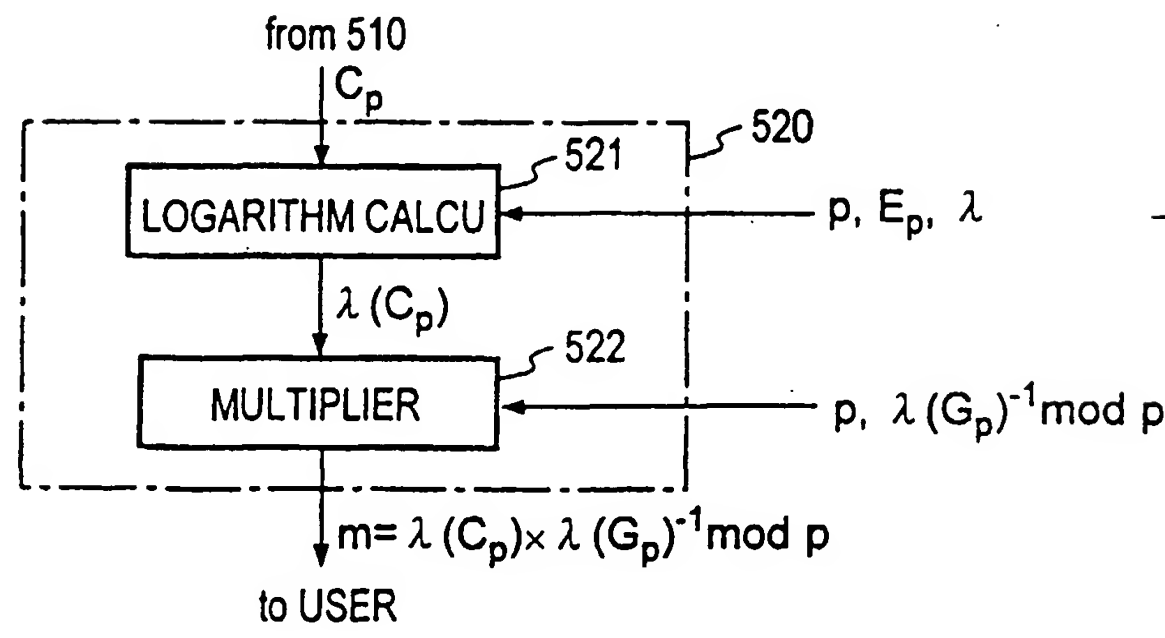 from 510
C_p
520
521
LOGARITHM CALCU
p, E_p, λ
λ (C_p)
522
MULTIPLIER
p, λ (G_p)^-1 mod p
m= λ (C_p)× λ (G_p)^-1 mod p
to USER